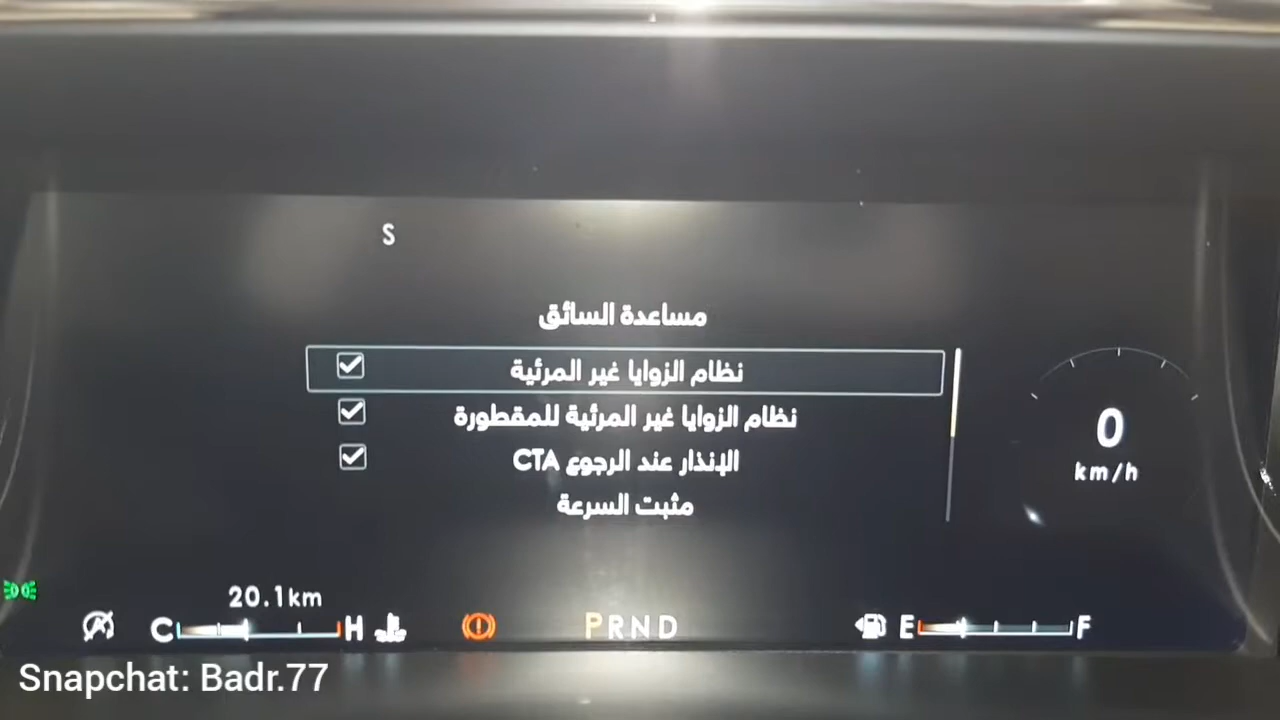 S
مساعدة السائق
نظام الزوايا غير المرئية
نظام الزوايا غير المرئية للمقطورة
الإنذار عند الرجوع CTA
مثبت السرعة
0
km/h
20.1km
C H
PRND
E F
Snapchat: Badr.77